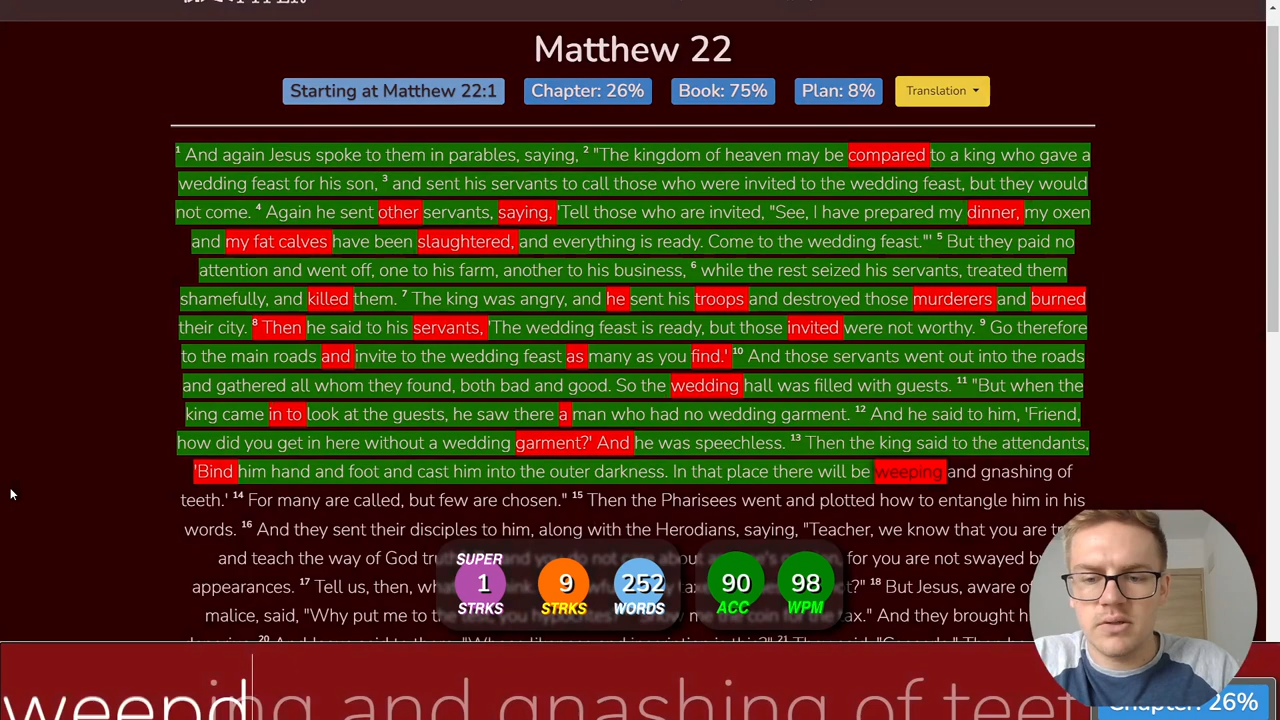 Matthew 22
Starting at Matthew 22:1 Chapter: 26% Book: 75% Plan: 8% Translation
1 And again Jesus spoke to them in parables, saying, 2 "The kingdom of heaven may be compared to a king who gave a
wedding feast for his son, 3 and sent his servants to call those who were invited to the wedding feast, but they would
not come. 4 Again he sent other servants, saying, 'Tell those who are invited, "See, I have prepared my dinner, my oxen
and my fat calves have been slaughtered, and everything is ready. Come to the wedding feast."' 5 But they paid no
attention and went off, one to his farm, another to his business, 6 while the rest seized his servants, treated them
shamefully, and killed them. 7 The king was angry, and he sent his troops and destroyed those murderers and burned
their city. 8 Then he said to his servants, 'The wedding feast is ready, but those invited were not worthy. 9 Go therefore
to the main roads and invite to the wedding feast as many as you find.' 10 And those servants went out into the roads
and gathered all whom they found, both bad and good. So the wedding hall was filled with guests. 11 "But when the
king came in to look at the guests, he saw there a man who had no wedding garment. 12 And he said to him, 'Friend,
how did you get in here without a wedding garment?' And he was speechless. 13 Then the king said to the attendants,
'Bind him hand and foot and cast him into the outer darkness. In that place there will be weeping and gnashing of
teeth.' 14 For many are called, but few are chosen." 15 Then the Pharisees went and plotted how to entangle him in his
words. 16 And they sent their disciples to him, along with the Herodians, saying, "Teacher, we know that you are
and teach the way of God and you do not care about for you are not swayed
appearances. 17 Tell us, then, 18 But Jesus, aware of
malice, said, "Why put me to the me the coin for the tax." And they brought
SUPER 1 STRKS 9 STRKS 252 WORDS 90 ACC 98 WPM
weepd ing and gnashing of teet
Chapter: 26%